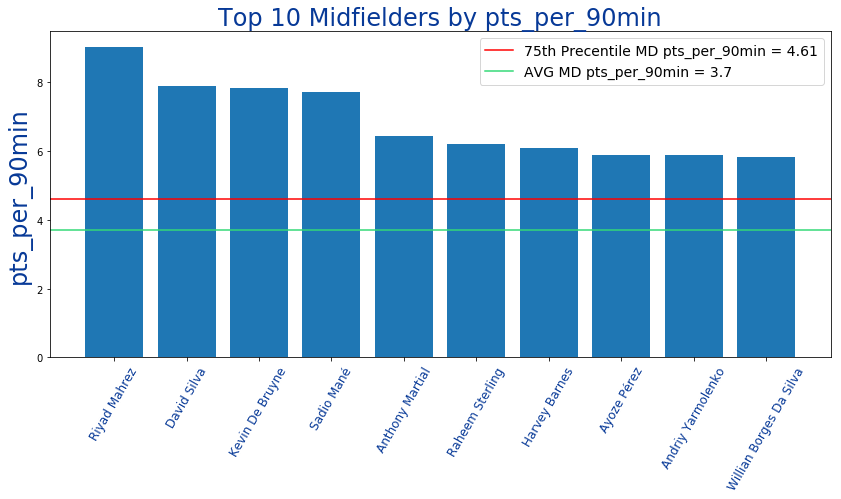 Top 10 Midfielders by pts_per_90min
75th Precentile MD pts_per_90min = 4.61
AVG MD pts_per_90min = 3.7
pts_per_90min
8
6
4
2
0
Riyad Mahrez
David Silva
Kevin De Bruyne
Sadio Mané
Anthony Martial
Raheem Sterling
Harvey Barnes
Ayoze Pérez
Andriy Yarmolenko
Willian Borges Da Silva